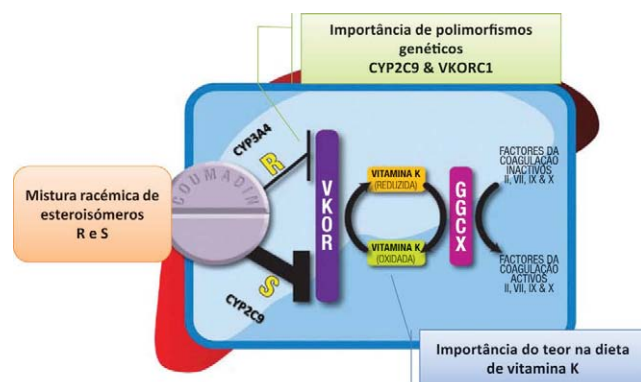 Importância de polimorfismos
genéticos
CYP2C9 & VKORC1
CYP3A4
R
COUMADIN
Mistura racémica de
esteroisómeros
R e S
S
CYP2C9
VKOR
VITAMINA K
(REDUZIDA)
VITAMINA K
(OXIDADA)
GGCX
FACTORES DA
COAGULAÇÃO
INACTIVOS
II, VII, IX & X
FACTORES DA
COAGULAÇÃO
ACTIVOS
II, VII, IX & X
Importância do teor na dieta
de vitamina K